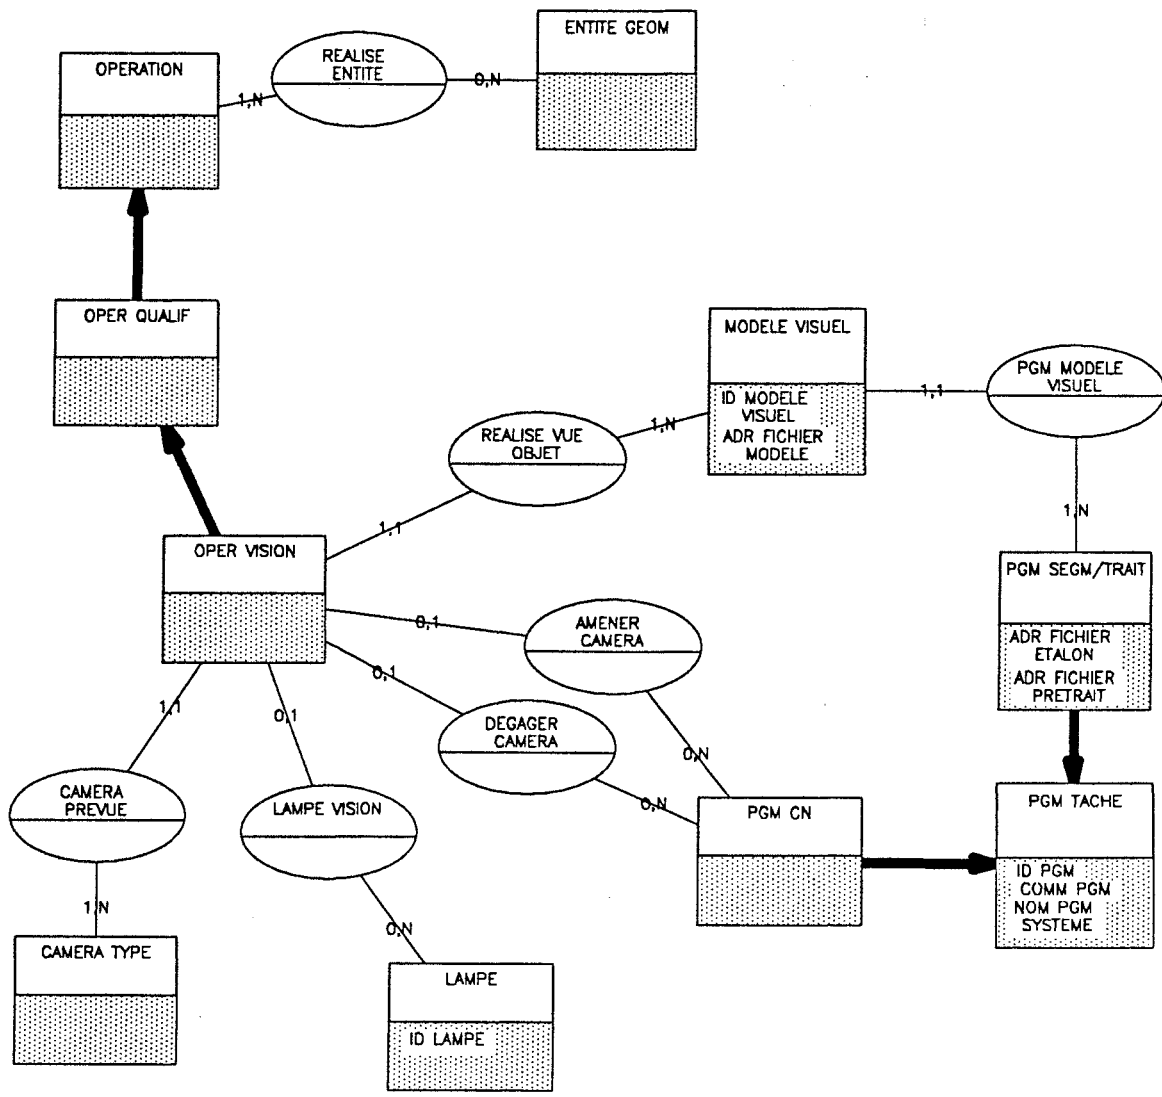 ENTITE GEOM
REALISE
ENTITE
OPERATION
0,N
1,N
OPER QUALIF
MODELE VISUEL
ID MODELE
VISUEL
ADR FICHIER
MODELE
PGM MODELE
VISUEL
1,1
REALISE VUE
OBJET
1,N
1,1
1,N
OPER VISION
PGM SEGM/TRAIT
ADR FICHIER
ETALON
ADR FICHIER
PRETRAIT
AMENER
CAMERA
0,1
0,1
DEGAGER
CAMERA
1,1
0,1
0,N
0,N
CAMERA
PREVUE
LAMPE VISION
PGM CN
PGM TACHE
ID PGM
COMM PGM
NOM PGM
SYSTEME
1,N
0,N
CAMERA TYPE
LAMPE
ID LAMPE